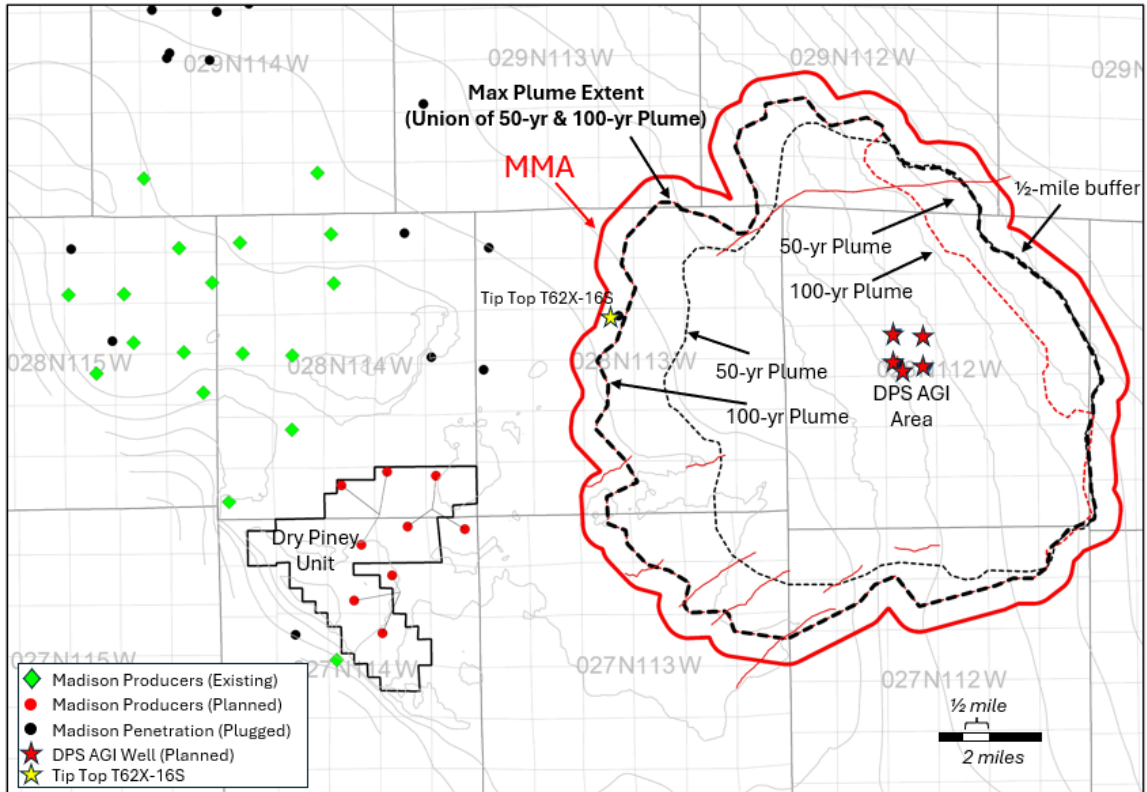 029N114W
029N113W
029N112W
029N
Max Plume Extent
(Union of 50-yr & 100-yr Plume)
MMA
½-mile buffer
50-yr Plume
100-yr Plume
Tip Top T62X-16S
028N115W
028N114W
028N113W
112W
50-yr Plume
DPS AGI
Area
100-yr Plume
Dry Piney
Unit
027N115W
027N114W
027N113W
027N112W
Madison Producers (Existing)
Madison Producers (Planned)
Madison Penetration (Plugged)
DPS AGI Well (Planned)
Tip Top T62X-16S
½ mile
2 miles